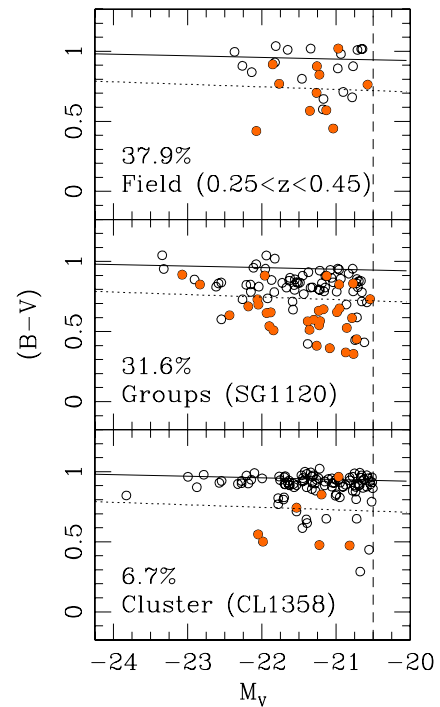 1
0.5
0
37.9%
Field (0.25<z<0.45)
1
0.5
0
31.6%
Groups (SG1120)
(B-V)
1
0.5
0
6.7%
Cluster (CL1358)
-24 -23 -22 -21 -20
Mv